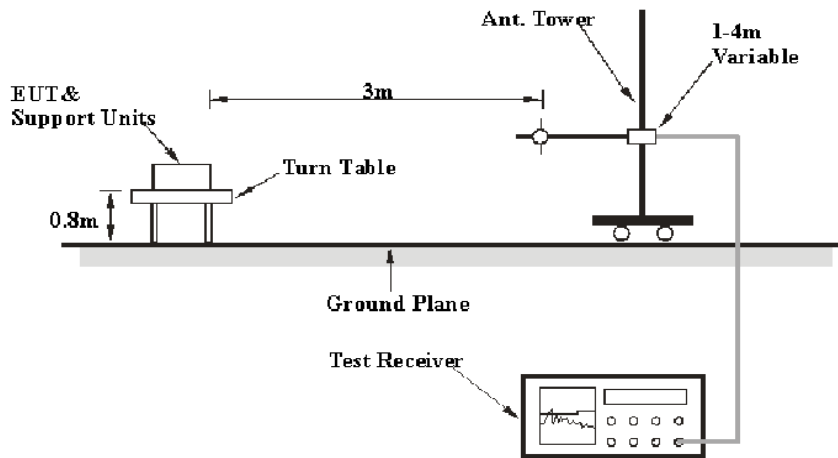 Ant. Tower
1-4m
Variable
3m
EUT&
Support Units
Turn Table
0.8m
Ground Plane
Test Receiver